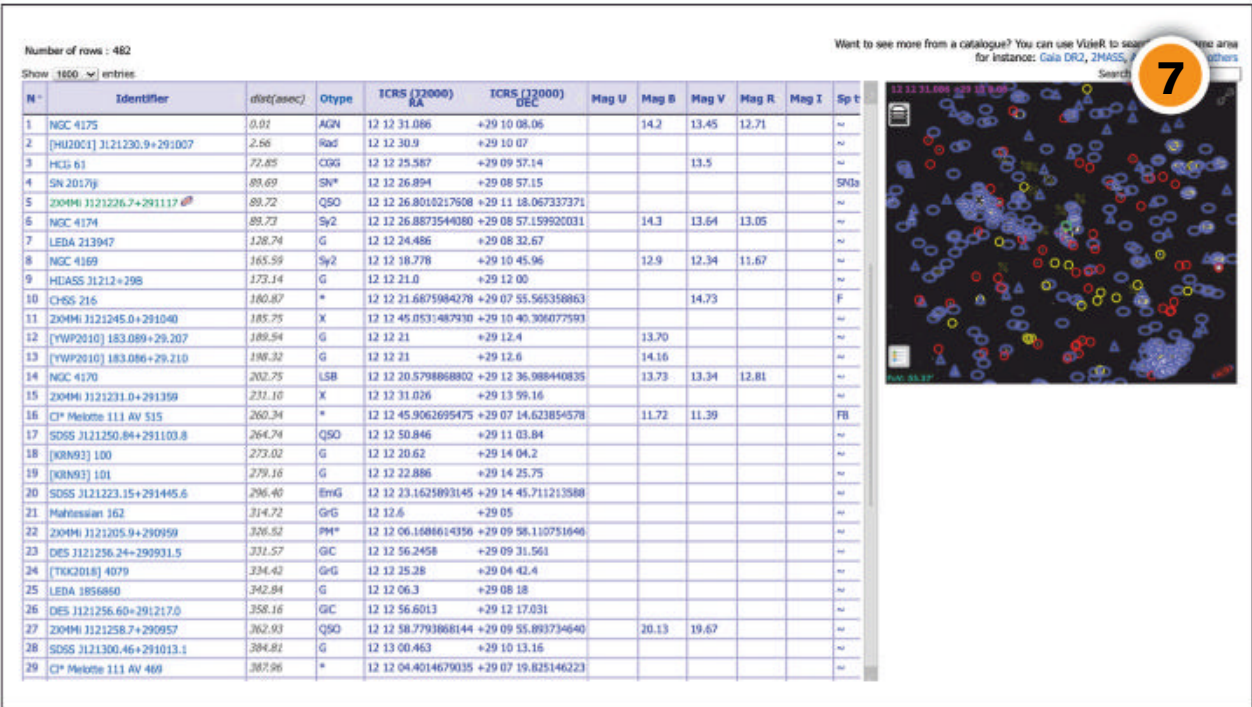 Number of rows : 482
Want to see more from a catalogue? You can use VizieR to search me area
for instance: Gaia DR2, 2MASS, others
Show 1000 entries
Search
7
N Identifier dist(asec) Otype ICRS (J2000) RA ICRS (J2000) DEC Mag U Mag B Mag V Mag R Mag I Sp t
1 NGC 4175 0.01 AGN 12 12 31.086 +29 10 08.06 14.2 13.45 12.71 ~
2 [HU2001] J121230.9+291007 2.66 Rad 12 12 30.9 +29 10 07 ~
3 HCG 61 72.85 CGG 12 12 25.587 +29 09 57.14 13.5 ~
4 SN 2017iji 89.69 SN* 12 12 26.894 +29 08 57.15 SNIa
5 2XMMi J121226.7+291117 89.72 QSO 12 12 26.8010217608 +29 11 18.067337371 ~
6 NGC 4174 89.73 Sy2 12 12 26.8873544080 +29 08 57.159920031 14.3 13.64 13.05 ~
7 LEDA 213947 128.74 G 12 12 24.486 +29 08 32.67 ~
8 NGC 4169 165.59 Sy2 12 12 18.778 +29 10 45.96 12.9 12.34 11.67 ~
9 HIJASS J1212+29B 173.14 G 12 12 21.0 +29 12 00 ~
10 CHSS 216 180.87 * 12 12 21.6875984278 +29 07 55.565358863 14.73 F
11 2XMMi J121245.0+291040 185.75 X 12 12 45.0531487930 +29 10 40.306077593 ~
12 [YWP2010] 183.089+29.207 189.54 G 12 12 21 +29 12.4 13.70 ~
13 [YWP2010] 183.086+29.210 198.32 G 12 12 21 +29 12.6 14.16 ~
14 NGC 4170 202.75 LSB 12 12 20.5798868802 +29 12 36.988440835 13.73 13.34 12.81 ~
15 2XMMi J121231.0+291359 231.10 X 12 12 31.026 +29 13 59.16 ~
16 Cl* Melotte 111 AV 515 260.34 * 12 12 45.9062695475 +29 07 14.623854578 11.72 11.39 F8
17 SDSS J121250.84+291103.8 264.74 QSO 12 12 50.846 +29 11 03.84 ~
18 [KRN93] 100 273.02 G 12 12 20.62 +29 14 04.2 ~
19 [KRN93] 101 279.16 G 12 12 22.886 +29 14 25.75 ~
20 SDSS J121223.15+291445.6 296.40 EmG 12 12 23.1625893145 +29 14 45.711213588 ~
21 Mahtessian 162 314.72 GrG 12 12.6 +29 05 ~
22 2XMMi J121205.9+290959 326.52 PM* 12 12 06.1686614356 +29 09 58.110751646 ~
23 DES J121256.24+290931.5 331.57 GlC 12 12 56.2458 +29 09 31.561 ~
24 [TKK2018] 4079 334.42 GrG 12 12 25.28 +29 04 42.4 ~
25 LEDA 1856860 342.84 G 12 12 06.3 +29 08 18 ~
26 DES J121256.60+291217.0 358.16 GlC 12 12 56.6013 +29 12 17.031 ~
27 2XMMi J121258.7+290957 362.93 QSO 12 12 58.7793868144 +29 09 55.893734640 20.13 19.67 ~
28 SDSS J121300.46+291013.1 384.81 G 12 13 00.463 +29 10 13.16 ~
29 Cl* Melotte 111 AV 469 387.96 * 12 12 04.4014679035 +29 07 19.825146223 ~
12 12 31.086 +29 10 8.06
FoV: 55.37'